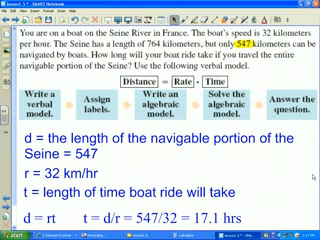 lesson1.5 * - SMART Notebook
You are on a boat on the Seine River in France. The boat's speed is 32 kilometers
per hour. The Seine has a length of 764 kilometers, but only 547 kilometers can be
navigated by boats. How long will your boat ride take if you travel the entire
navigable portion of the Seine? Use the following verbal model.
Distance = Rate · Time
Write a verbal model.
Assign labels.
Write an algebraic model.
Solve the algebraic model.
Answer the question.
d = the length of the navigable portion of the
Seine = 547
r = 32 km/hr
t = length of time boat ride will take
d = rt t = d/r = 547/32 = 17.1 hrs
start